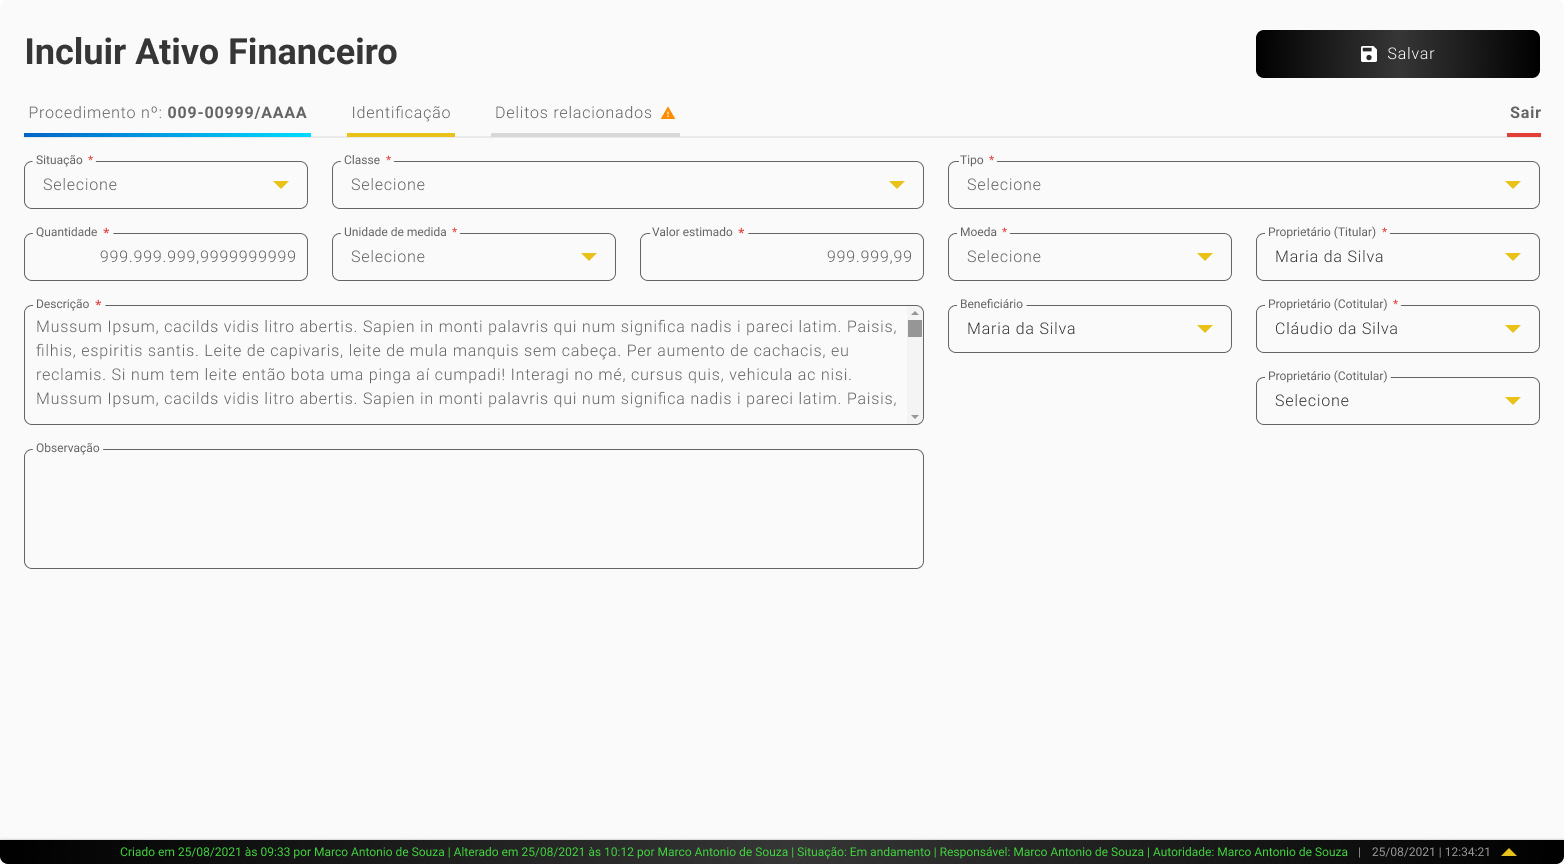 Incluir Ativo Financeiro
Salvar
Procedimento nº: 009-00999/AAAA
Identificação
Delitos relacionados
Sair
Situação *
Selecione
Classe *
Selecione
Tipo *
Selecione
Quantidade *
999.999.999,9999999999
Unidade de medida *
Selecione
Valor estimado *
999.999,99
Moeda *
Selecione
Proprietário (Titular) *
Maria da Silva
Descrição *
Mussum Ipsum, cacilds vidis litro abertis. Sapien in monti palavris qui num significa nadis i pareci latim. Paisis,
filhis, espiritis santis. Leite de capivaris, leite de mula manquis sem cabeça. Per aumento de cachacis, eu
reclamis. Si num tem leite então bota uma pinga aí cumpadi! Interagi no mé, cursus quis, vehicula ac nisi.
Mussum Ipsum, cacilds vidis litro abertis. Sapien in monti palavris qui num significa nadis i pareci latim. Paisis,
Beneficiário
Maria da Silva
Proprietário (Cotitular) *
Cláudio da Silva
Proprietário (Cotitular)
Selecione
Observação
Criado em 25/08/2021 às 09:33 por Marco Antonio de Souza | Alterado em 25/08/2021 às 10:12 por Marco Antonio de Souza | Situação: Em andamento | Responsável: Marco Antonio de Souza | Autoridade: Marco Antonio de Souza | 25/08/2021 | 12:34:21